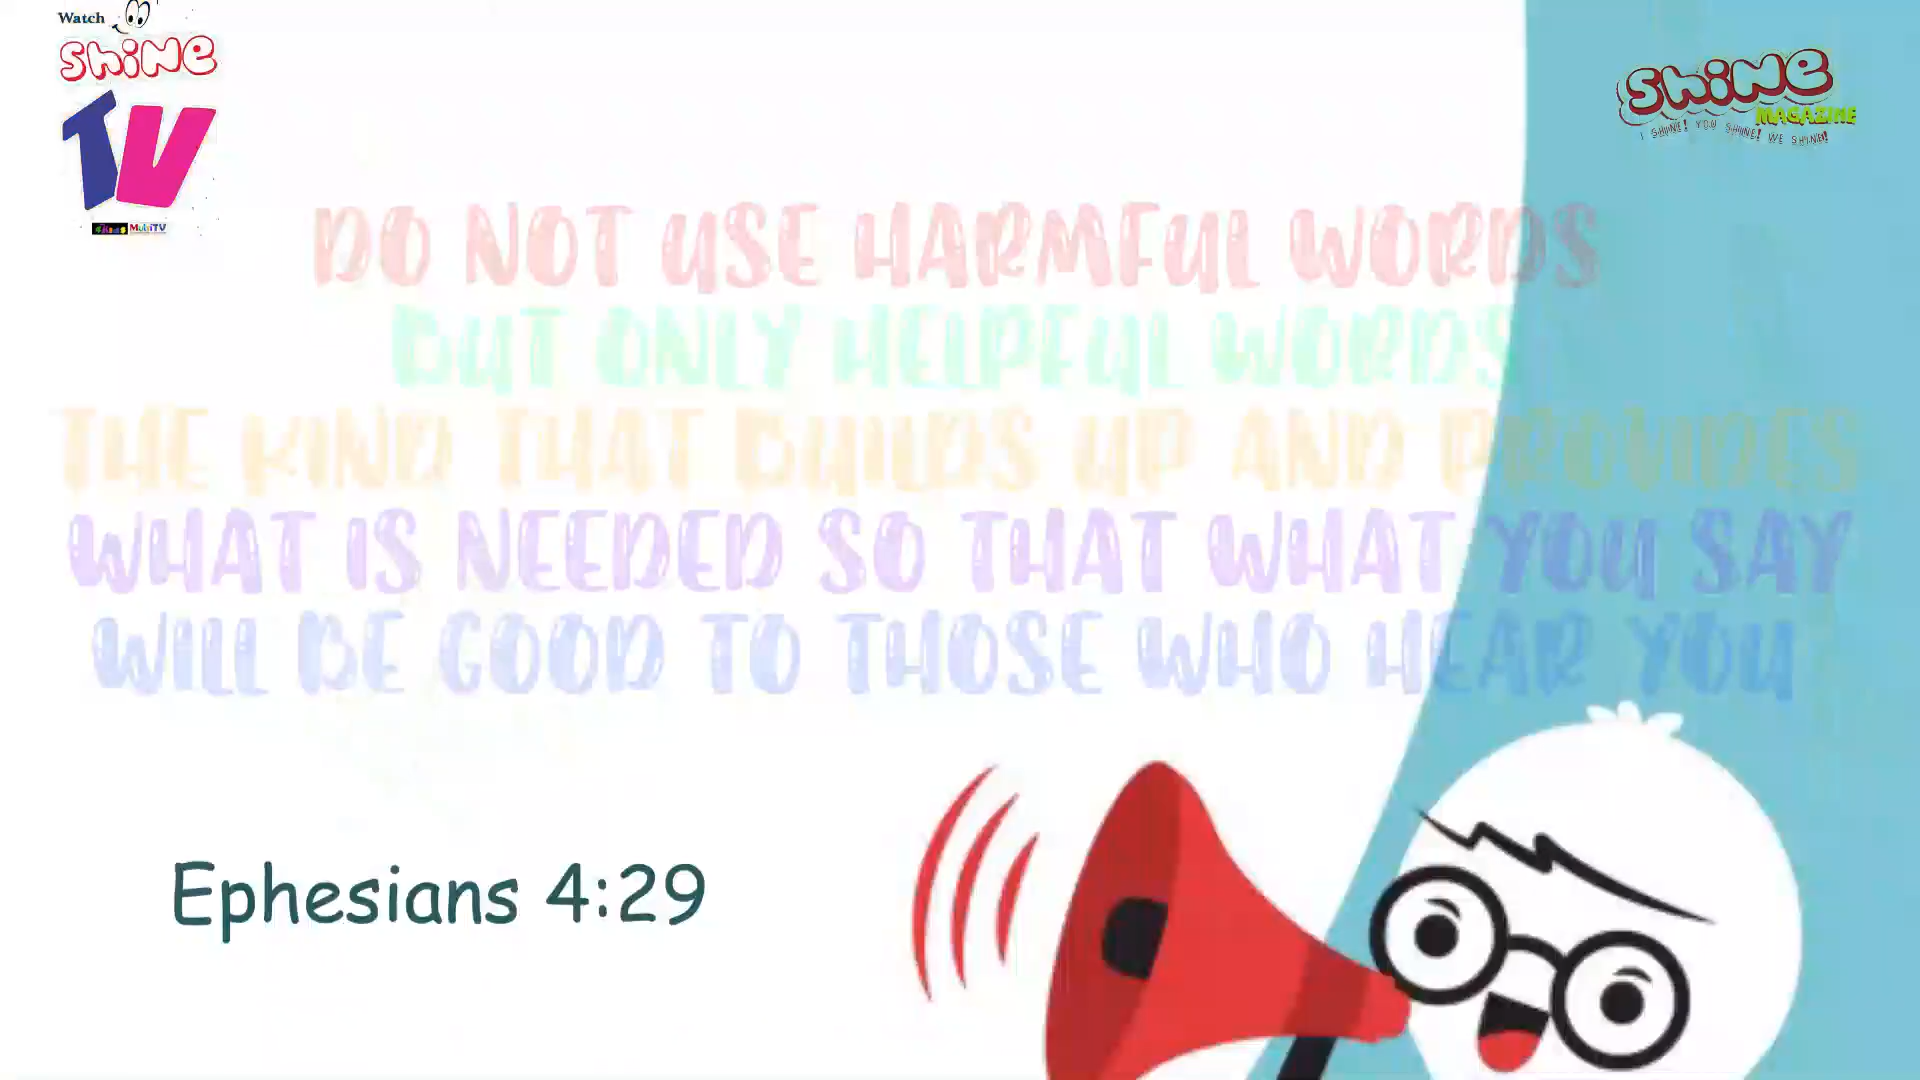 Watch
Shine
TV
MultiTV
Shine
MAGAZINE
I SHINE! YOU SHINE! WE SHINE!
DO NOT USE HARMFUL WORDS
BUT ONLY HELPFUL WORDS
THE KIND THAT BUILDS UP AND PROVIDES
WHAT IS NEEDED SO THAT WHAT YOU SAY
WILL BE GOOD TO THOSE WHO HEAR YOU
Ephesians 4:29